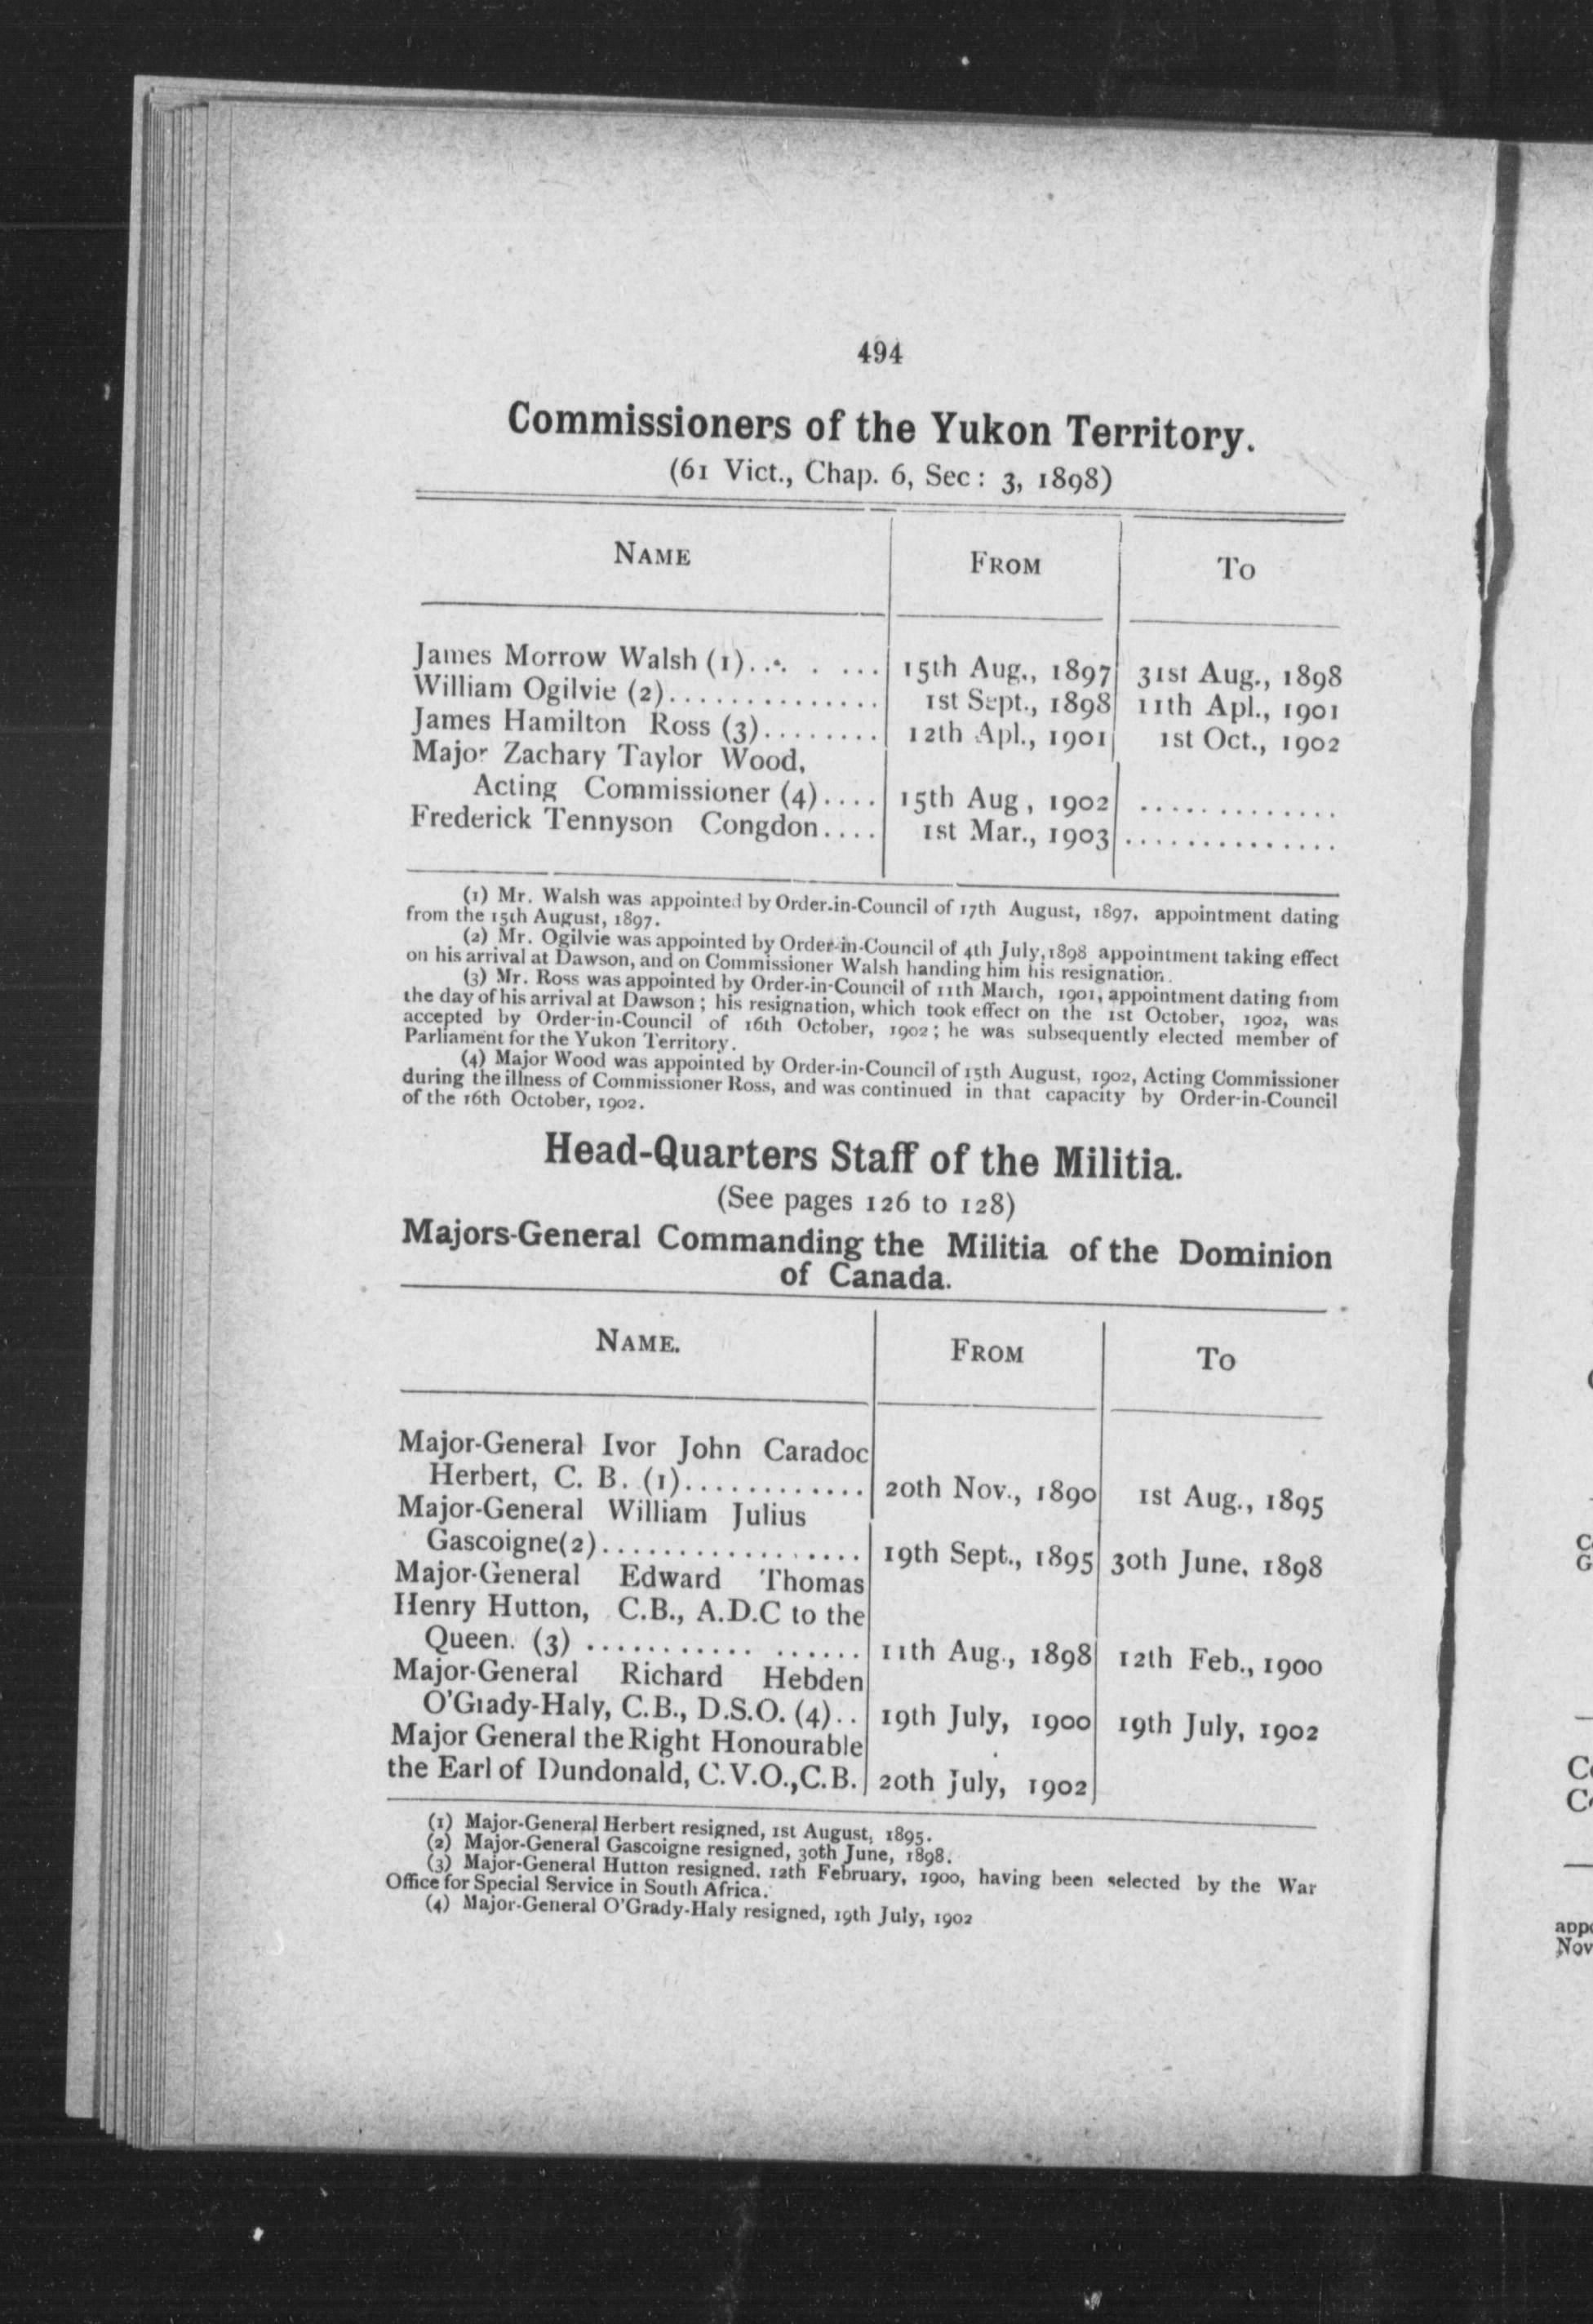 494
Commissioners of the Yukon Territory.
(61 Vict., Chap. 6, Sec: 3, 1898)
NAME FROM TO
James Morrow Walsh (1)... . ... 15th Aug., 1897 31st Aug., 1898
William Ogilvie (2)............... 1st Sept., 1898 11th Apl., 1901
James Hamilton Ross (3)........ 12th Apl., 1901 1st Oct., 1902
Major Zachary Taylor Wood,
Acting Commissioner (4).... 15th Aug, 1902 .............
Frederick Tennyson Congdon.... 1st Mar., 1903 ..............
(1) Mr. Walsh was appointed by Order-in-Council of 17th August, 1897, appointment dating
from the 15th August, 1897.
(2) Mr. Ogilvie was appointed by Order-in-Council of 4th July, 1898 appointment taking effect
on his arrival at Dawson, and on Commissioner Walsh handing him his resignation.
(3) Mr. Ross was appointed by Order-in-Council of 11th March, 1901, appointment dating from
the day of his arrival at Dawson; his resignation, which took effect on the 1st October, 1902, was
accepted by Order-in-Council of 16th October, 1902; he was subsequently elected member of
Parliament for the Yukon Territory.
(4) Major Wood was appointed by Order-in-Council of 15th August, 1902, Acting Commissioner
during the illness of Commissioner Ross, and was continued in that capacity by Order-in-Council
of the 16th October, 1902.
Head-Quarters Staff of the Militia.
(See pages 126 to 128)
Majors-General Commanding the Militia of the Dominion
of Canada.
NAME. FROM TO
Major-General Ivor John Caradoc
Herbert, C. B. (1)............ 20th Nov., 1890 1st Aug., 1895
Major-General William Julius
Gascoigne(2)................. 19th Sept., 1895 30th June, 1898
Major-General Edward Thomas
Henry Hutton, C.B., A.D.C to the
Queen. (3) ........... ...... 11th Aug., 1898 12th Feb., 1900
Major-General Richard Hebden
O'Grady-Haly, C.B., D.S.O. (4).. 19th July, 1900 19th July, 1902
Major General the Right Honourable
the Earl of Dundonald, C.V.O.,C.B. 20th July, 1902
(1) Major-General Herbert resigned, 1st August, 1895.
(2) Major-General Gascoigne resigned, 30th June, 1898.
(3) Major-General Hutton resigned, 12th February, 1900, having been selected by the War
Office for Special Service in South Africa.
(4) Major-General O'Grady-Haly resigned, 19th July, 1902